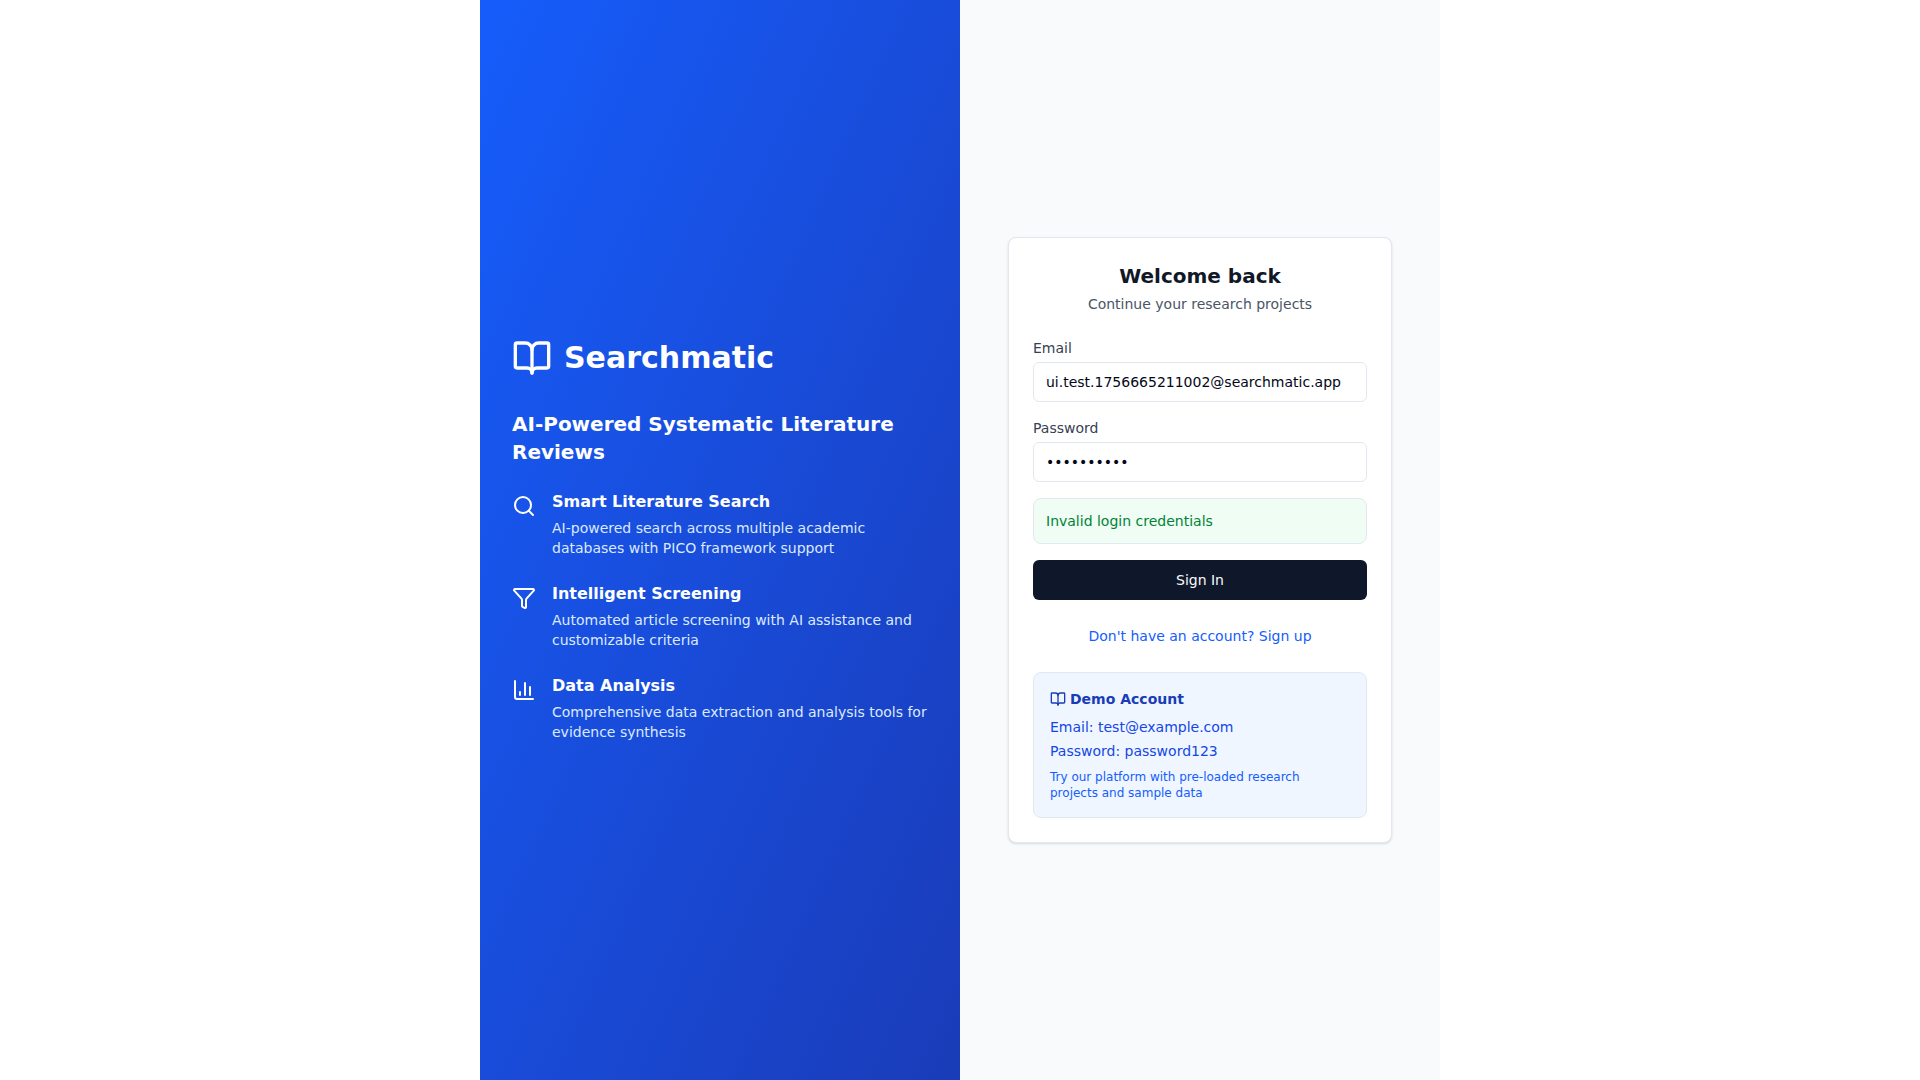 Searchmatic
AI-Powered Systematic Literature
Reviews
Smart Literature Search
AI-powered search across multiple academic
databases with PICO framework support
Intelligent Screening
Automated article screening with AI assistance and
customizable criteria
Data Analysis
Comprehensive data extraction and analysis tools for
evidence synthesis
Welcome back
Continue your research projects
Email
ui.test.1756665211002@searchmatic.app
Password
••••••••••
Invalid login credentials
Sign In
Don't have an account? Sign up
Demo Account
Email: test@example.com
Password: password123
Try our platform with pre-loaded research
projects and sample data